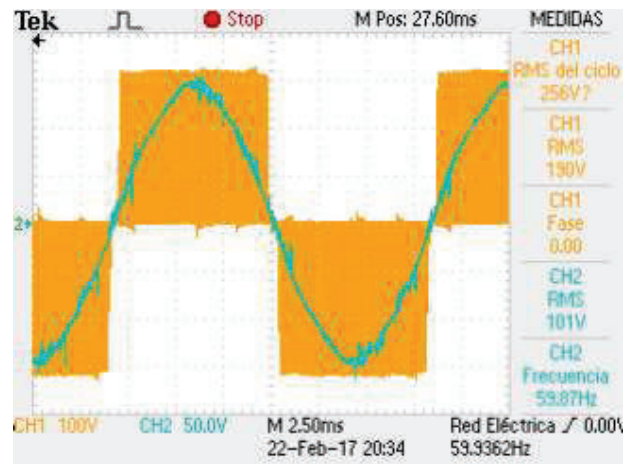 Tek Stop M Pos: 27.60ms MEDIDAS
CH1
RMS del ciclo
256V?
CH1
RMS
190V
CH1
Fase
0.00
2
CH2
RMS
101V
CH2
Frecuencia
59.87Hz
CH1 100V CH2 50.0V M 2.50ms Red Eléctrica 0.00V
22-Feb-17 20:34 59.9362Hz